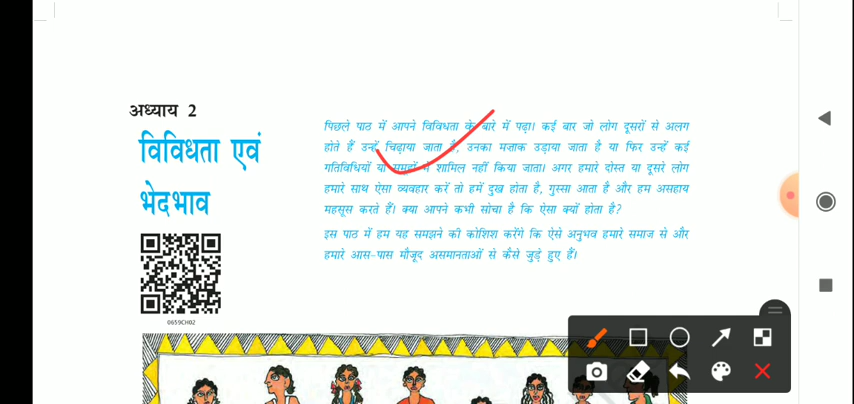 अध्याय 2
विविधता एवं
भेदभाव
0659CH02
पिछले पाठ में आपने विविधता के बारे में पढ़ा। कई बार जो लोग दूसरों से अलग
होते हैं उन्हें चिढ़ाया जाता है, उनका मज़ाक उड़ाया जाता है या फिर उन्हें कई
गतिविधियों या समूहों में शामिल नहीं किया जाता। अगर हमारे दोस्त या दूसरे लोग
हमारे साथ ऐसा व्यवहार करें तो हमें दुख होता है, गुस्सा आता है और हम असहाय
महसूस करते हैं। क्या आपने कभी सोचा है कि ऐसा क्यों होता है?
इस पाठ में हम यह समझने की कोशिश करेंगे कि ऐसे अनुभव हमारे समाज से और
हमारे आस-पास मौजूद असमानताओं से कैसे जुड़े हुए हैं।